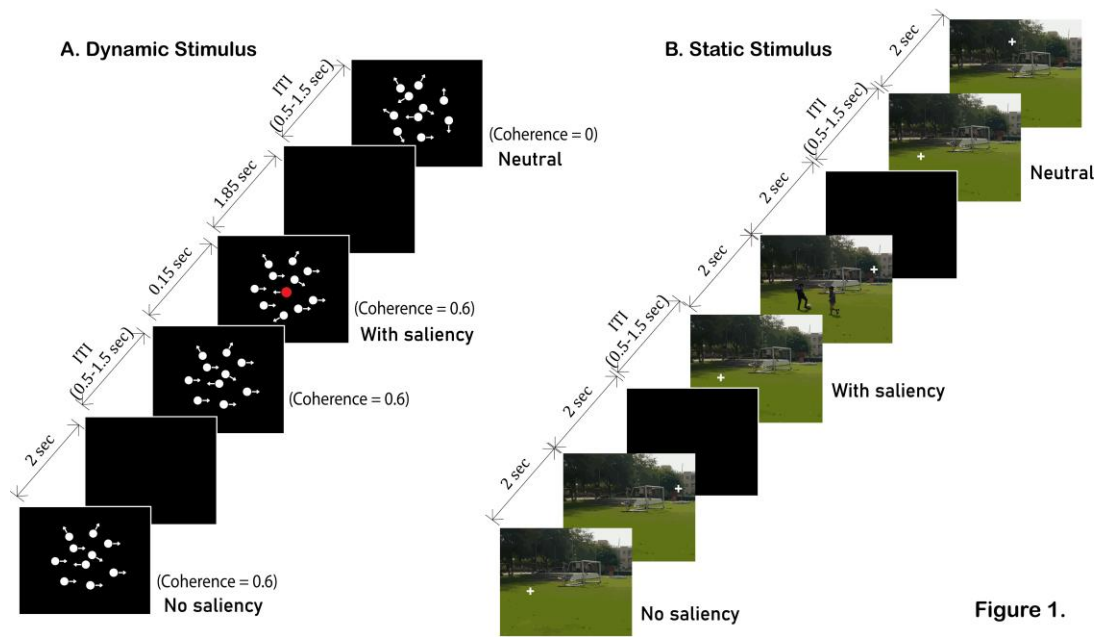 A. Dynamic Stimulus
ITI
(0.5-1.5 sec)
(Coherence = 0)
Neutral
1.85 sec
0.15 sec
(Coherence = 0.6)
With saliency
ITI
(0.5-1.5 sec)
(Coherence = 0.6)
2 sec
(Coherence = 0.6)
No saliency
B. Static Stimulus
2 sec
ITI
(0.5-1.5 sec)
Neutral
2 sec
2 sec
ITI
(0.5-1.5 sec)
With saliency
2 sec
2 sec
No saliency
Figure 1.